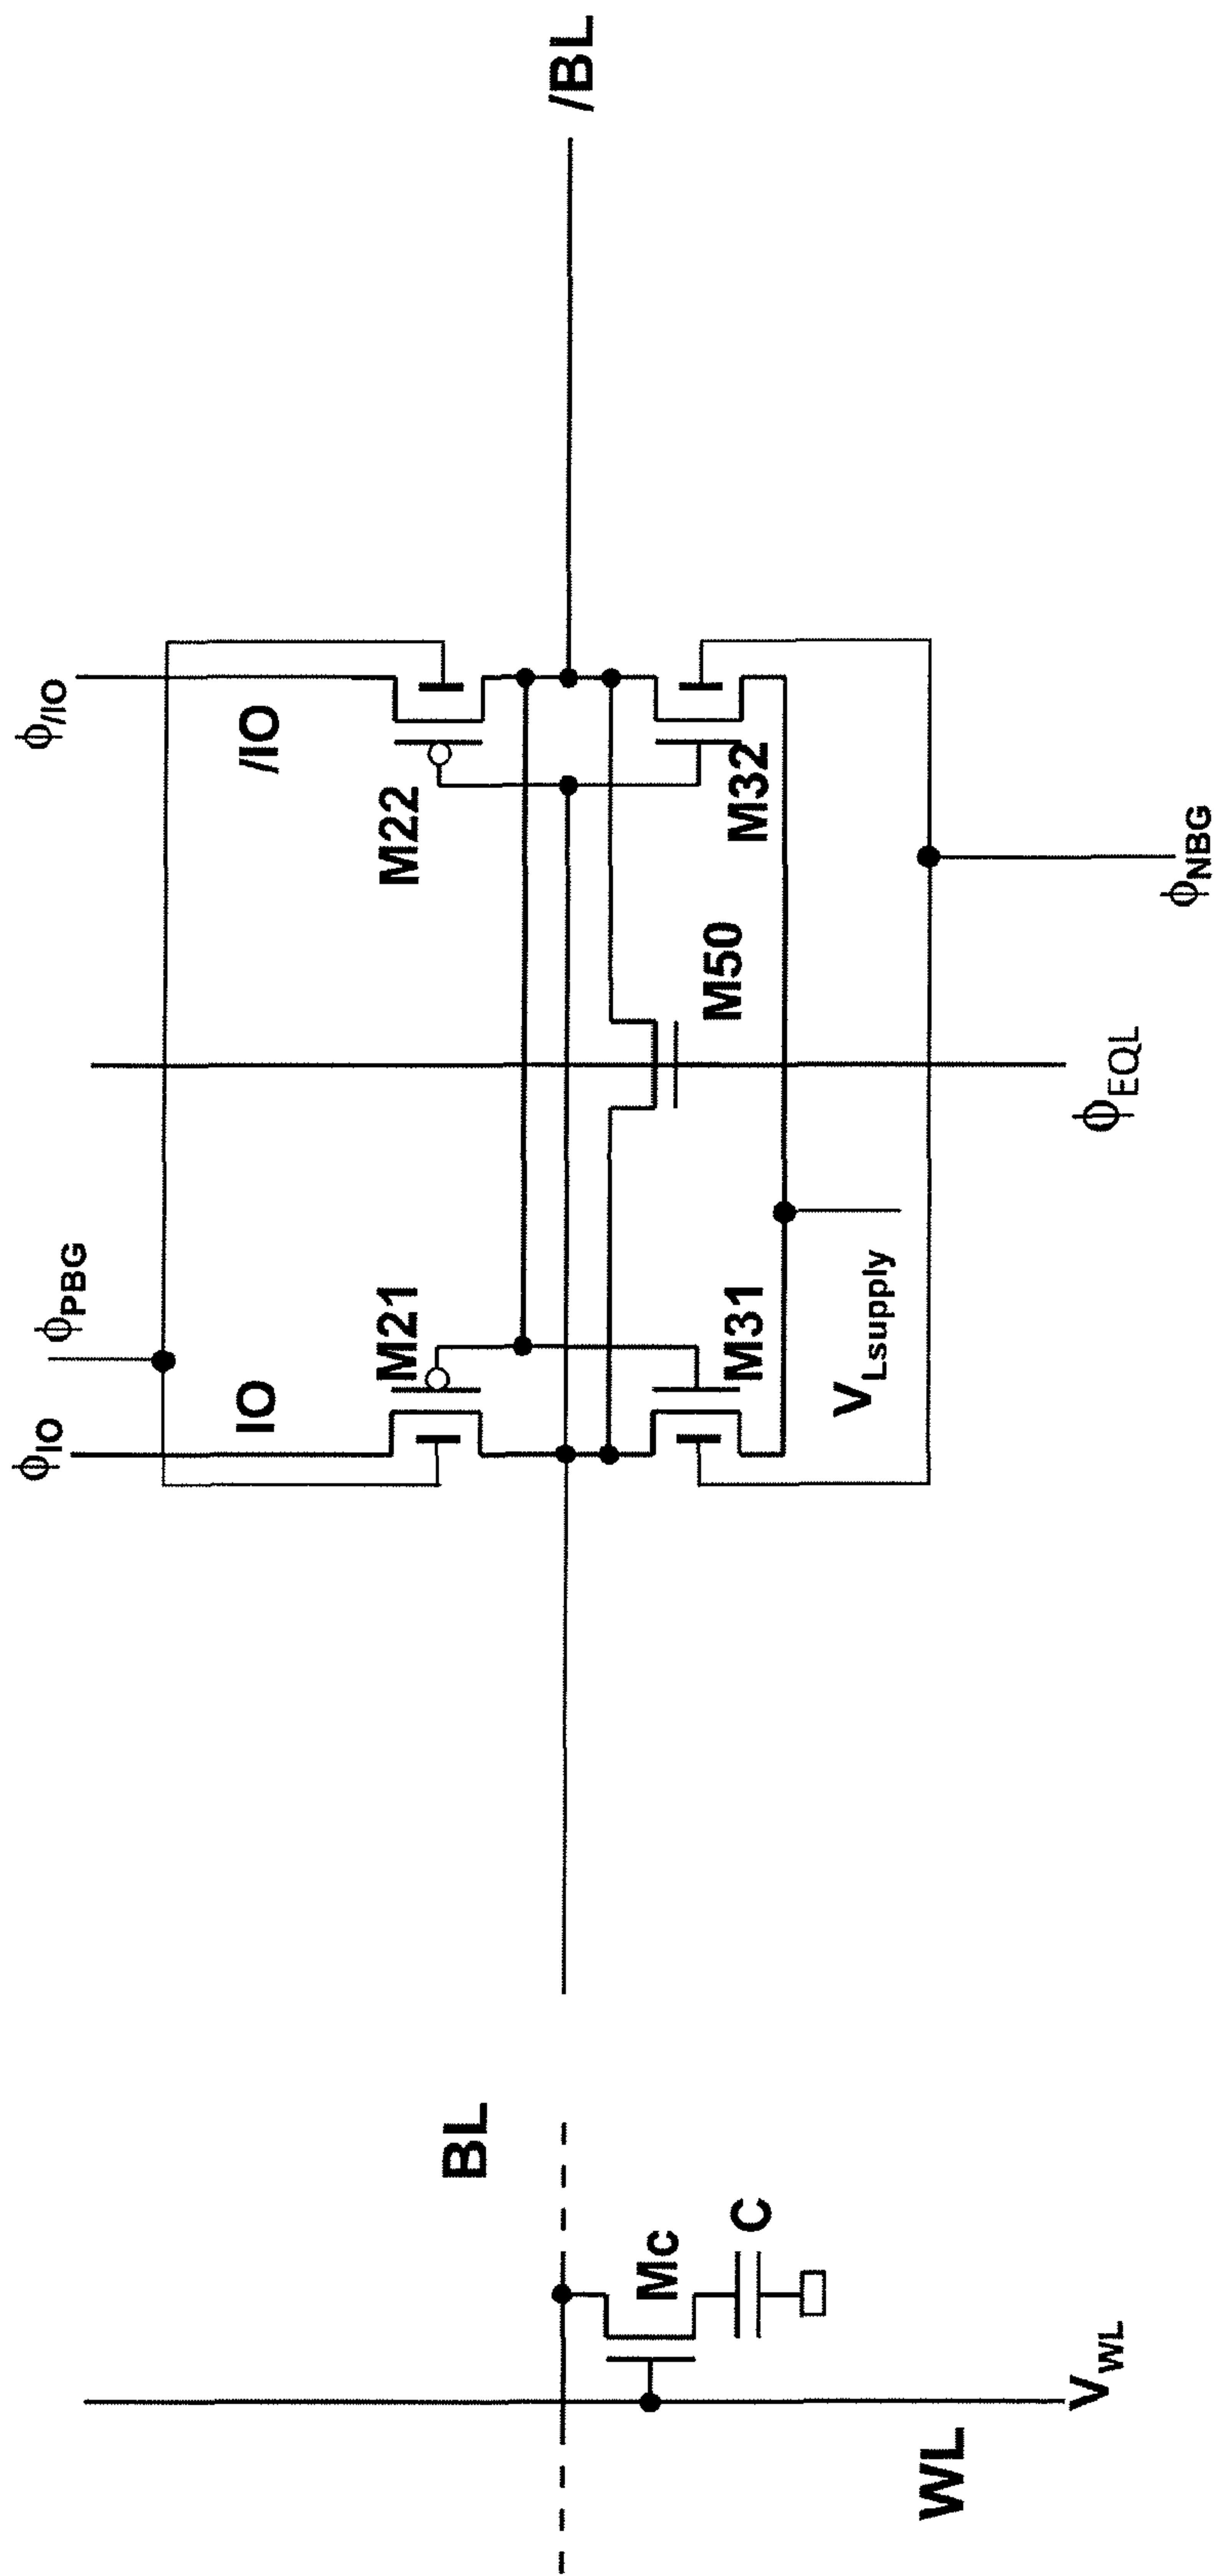 /BL
ϕ/IO
/IO
M22
M32
ϕNBG
M50
ϕEQL
ϕPBG
M21
M31
VLsupply
IO
ϕIO
BL
Mc
C
VWL
WL